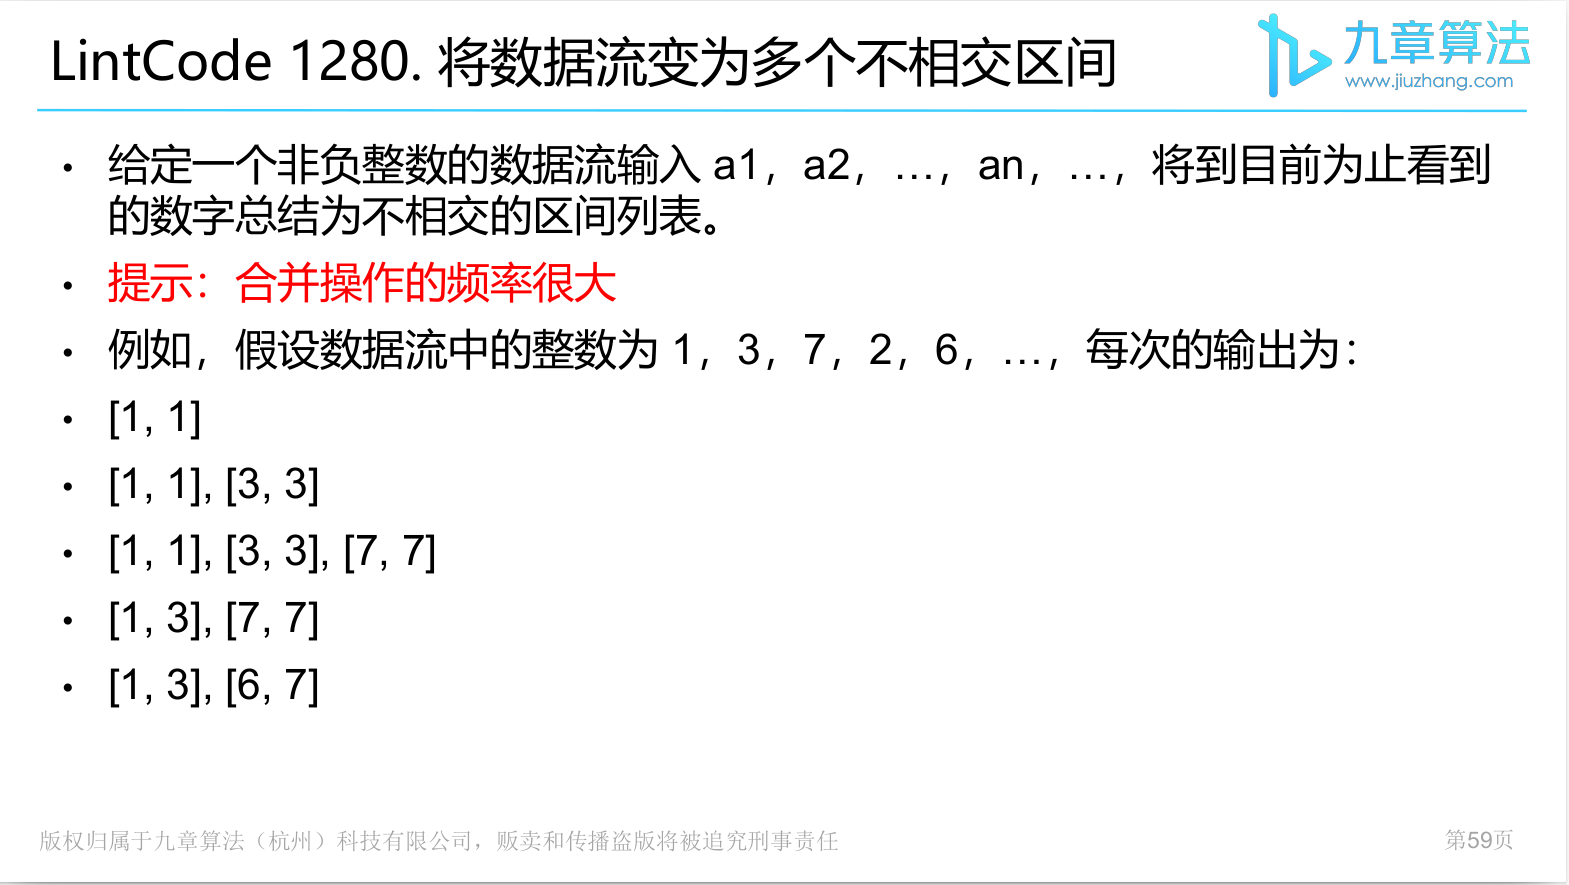 LintCode 1280. 将数据流变为多个不相交区间
九章算法
www.jiuzhang.com
• 给定一个非负整数的数据流输入 a1，a2，…，an，…，将到目前为止看到
的数字总结为不相交的区间列表。
• 提示：合并操作的频率很大
• 例如，假设数据流中的整数为 1，3，7，2，6，…，每次的输出为：
• [1, 1]
• [1, 1], [3, 3]
• [1, 1], [3, 3], [7, 7]
• [1, 3], [7, 7]
• [1, 3], [6, 7]
版权归属于九章算法（杭州）科技有限公司，贩卖和传播盗版将被追究刑事责任
第59页